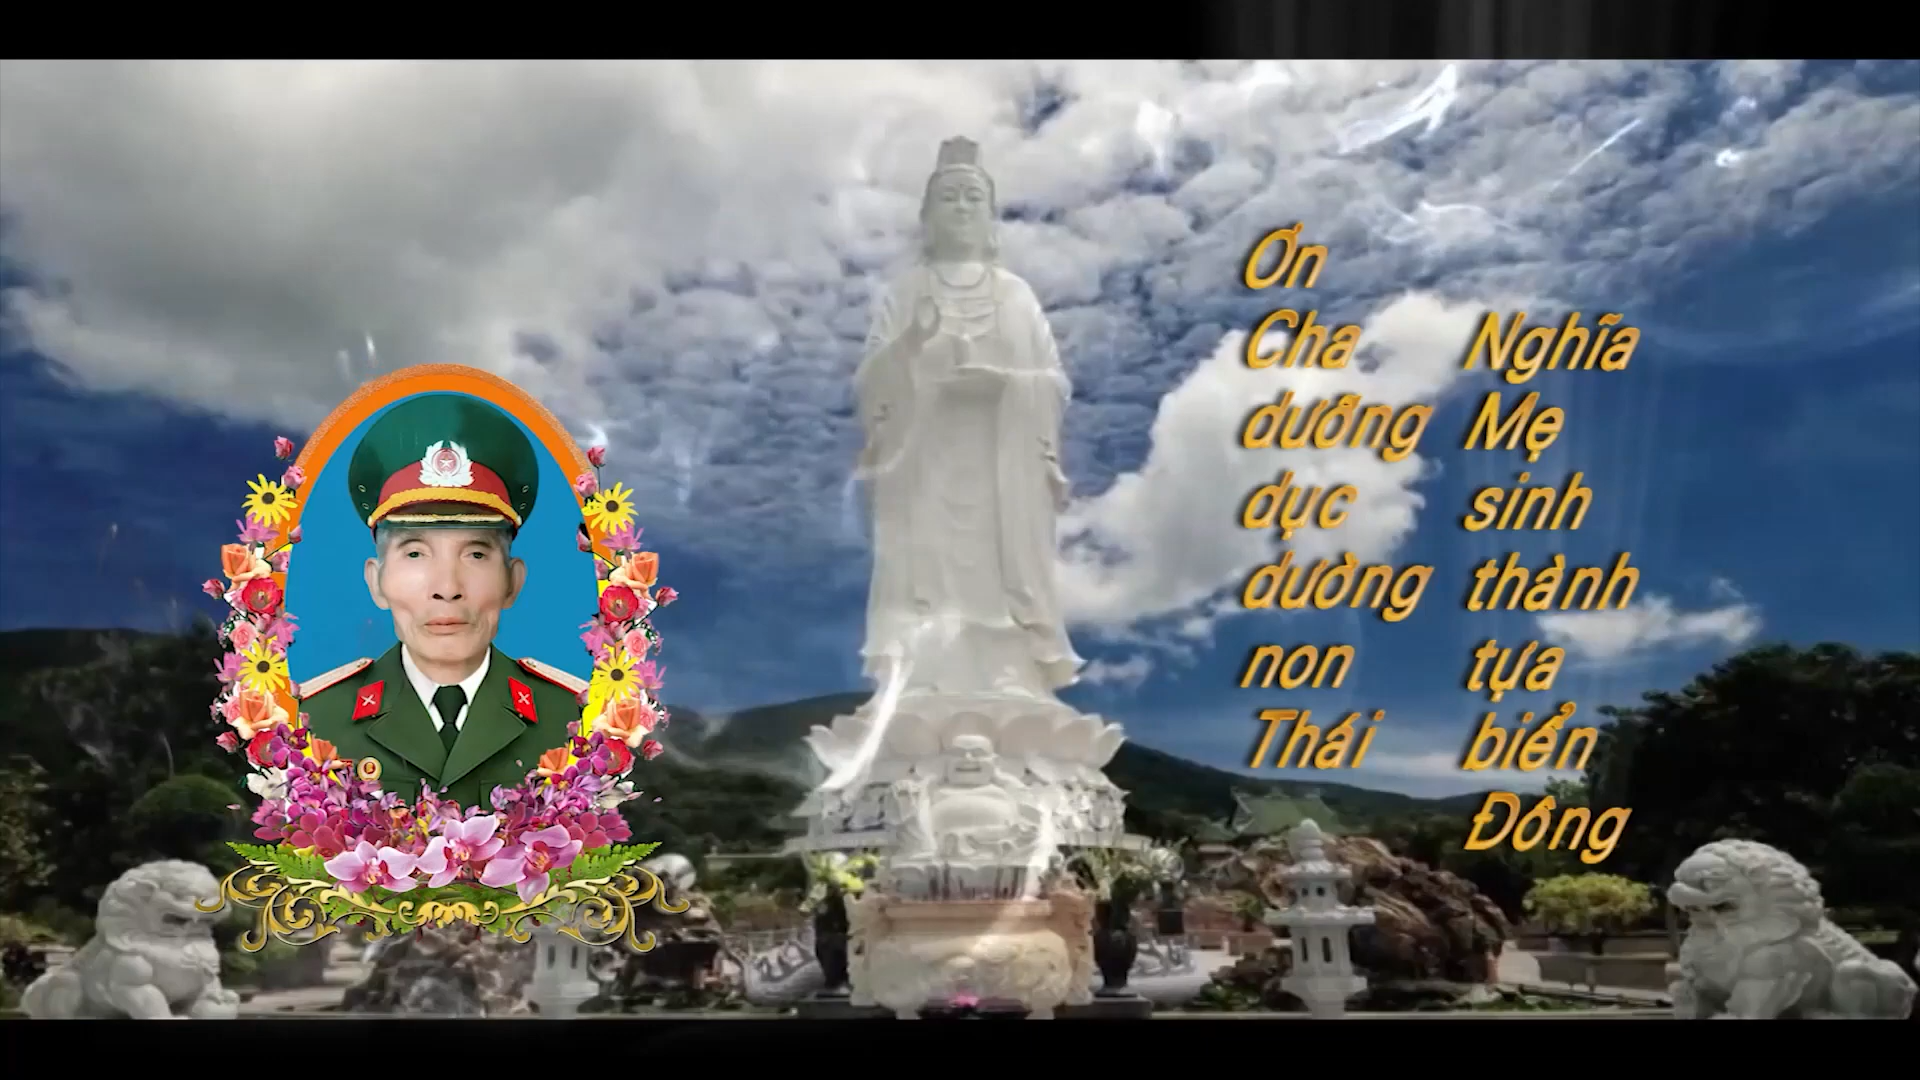 Ơn
Cha
dưỡng
dục
dường
non
Thái
Nghĩa
Mẹ
sinh
thành
tựa
biển
Đông